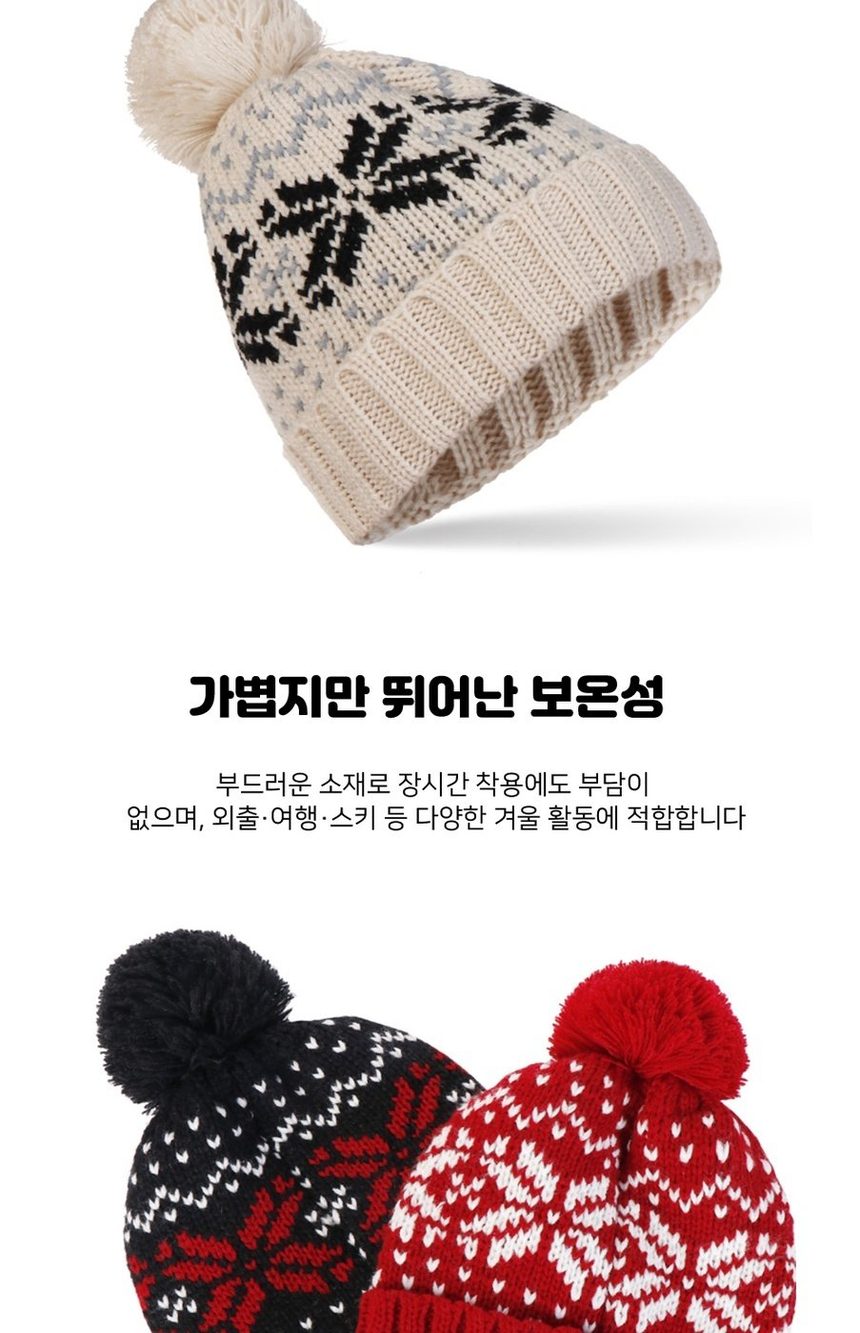 가볍지만 뛰어난 보온성
부드러운 소재로 장시간 착용에도 부담이
없으며, 외출·여행·스키 등 다양한 겨울 활동에 적합합니다